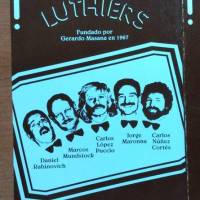 LUTHIERS
Fundado por
Gerardo Masana en 1967
Daniel
Rabinovich
Marcos
Mundstock
Carlos
López
Puccio
Jorge
Maronna
Carlos
Núñez
Cortés